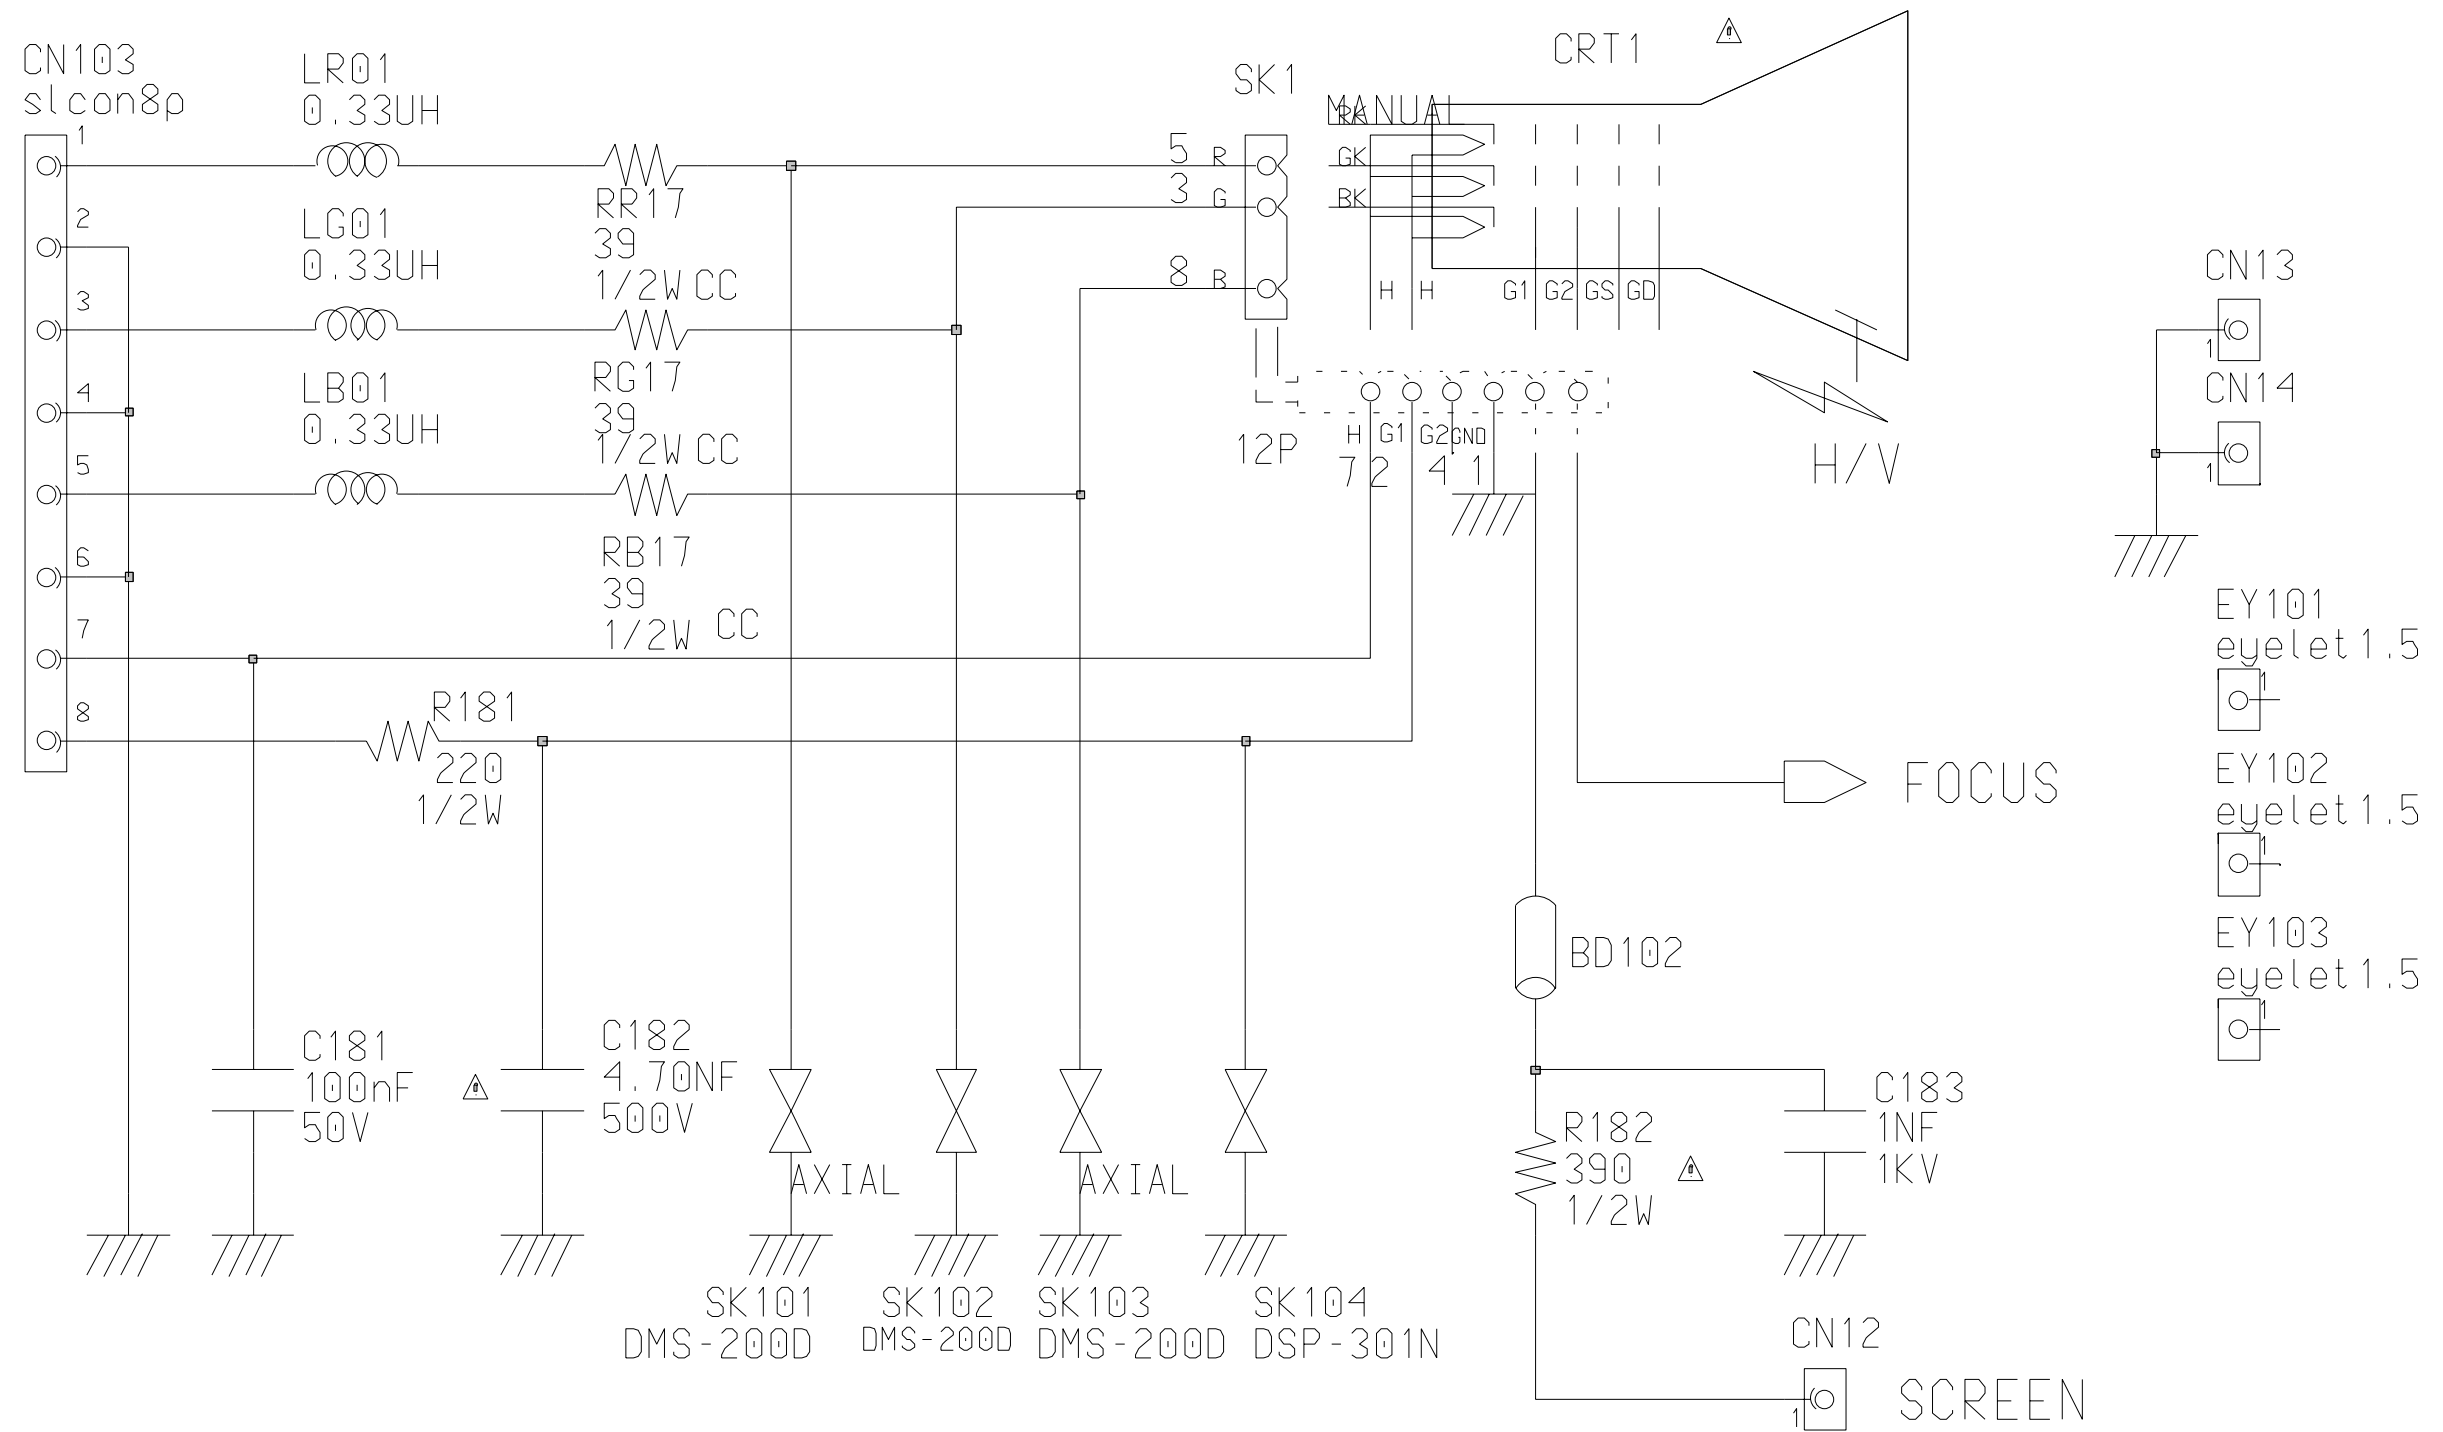 CN103
slcon8p
1
2
3
4
5
6
7
8
LR01
0.33UH
LG01
0.33UH
LB01
0.33UH
RR17
39
1/2W CC
RG17
39
1/2W CC
RB17
39
1/2W CC
R181
220
1/2W
C181
100nF
50V
C182
4.70NF
500V
AXIAL
AXIAL
SK101
DMS-200D
SK102
DMS-200D
SK103
DMS-200D
SK104
DSP-301N
SK1
5 R
3 G
8 B
12P
MANUAL
RK
GK
BK
H H G1 G2 GS GD
CRT1
H G1 G2 GND
7 2 4 1
H/V
FOCUS
BD102
R182
390
1/2W
C183
1NF
1KV
CN12
1
SCREEN
CN13
1
CN14
1
EY101
eyelet1.5
1
EY102
eyelet1.5
1
EY103
eyelet1.5
1